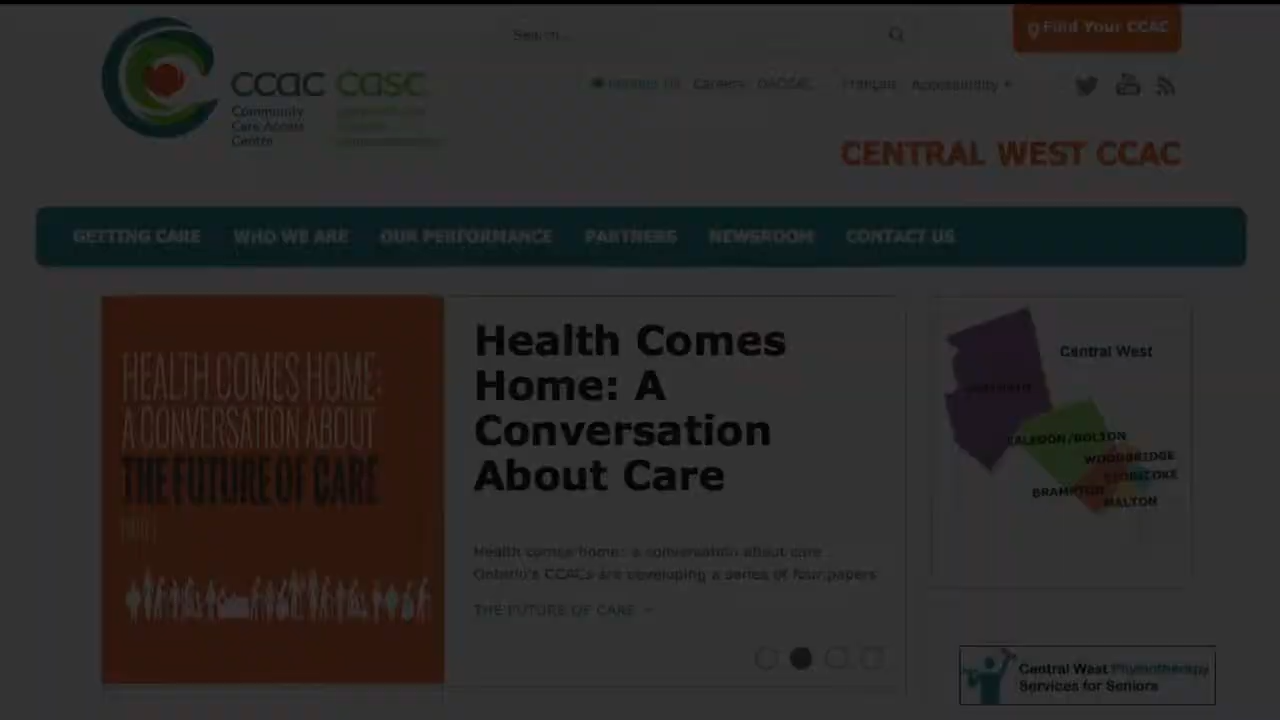 Search...
Find Your CCAC
ccac casc
Community
Care Access
Centre
Contact Us Careers Français Accessibility
CENTRAL WEST CCAC
GETTING CARE WHO WE ARE OUR PERFORMANCE PARTNERS NEWSROOM CONTACT US
HEALTH COMES HOME:
A CONVERSATION ABOUT
THE FUTURE OF CARE
Health Comes
Home: A
Conversation
About Care
Health comes home: a conversation about care
Ontario's CCACs are developing a series of four papers
THE FUTURE OF CARE
Central West
CALEDON/BOLTON
WOODBRIDGE
ETOBICOKE
BRAMPTON
MALTON
Central West Physiotherapy
Services for Seniors